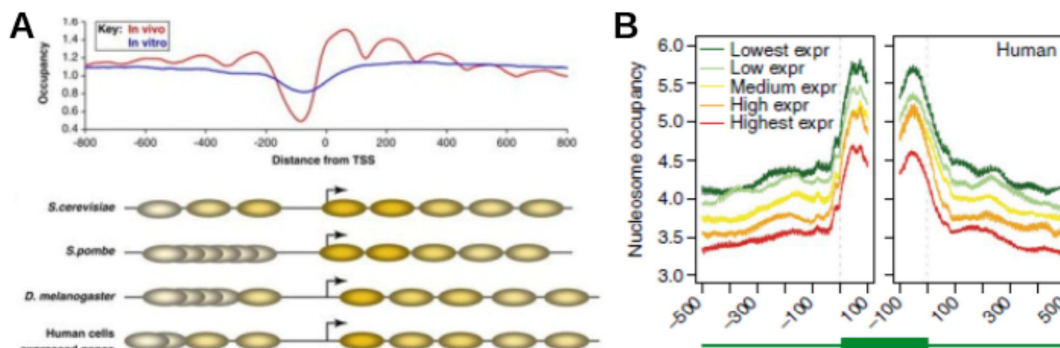 A
Key: In vivo
In vitro
Occupancy
1.6
1.4
1.2
1.0
0.8
0.6
0.4
-800
-600
-400
-200
0
200
400
600
800
Distance from TSS
S.cerevisiae
S.pombe
D. melanogaster
Human cells
expressed genes
B
Nucleosome occupancy
6.0
5.5
5.0
4.5
4.0
3.5
3.0
Lowest expr
Low expr
Medium expr
High expr
Highest expr
Human
-500
-300
-100
100
-100
100
300
500